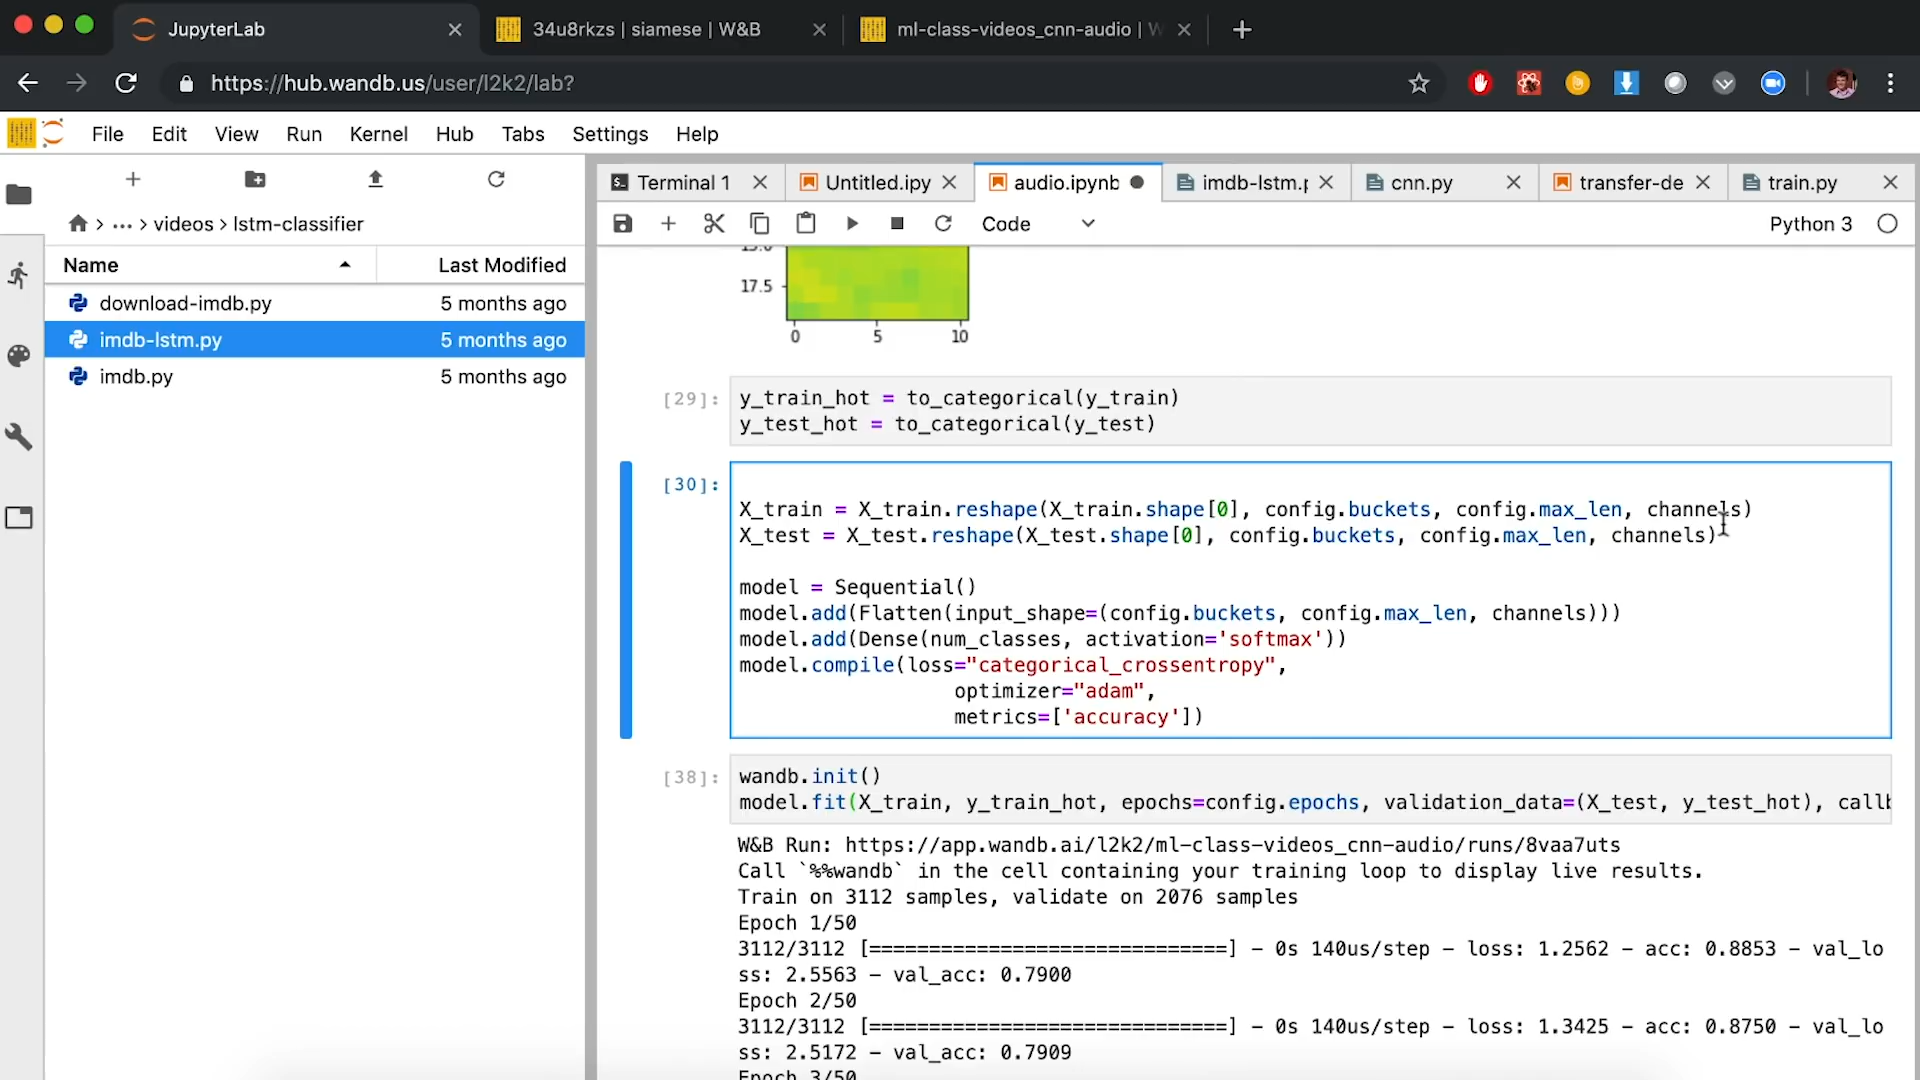 JupyterLab
34u8rkzs | siamese | W&B
ml-class-videos_cnn-audio | W
https://hub.wandb.us/user/l2k2/lab?
File Edit View Run Kernel Hub Tabs Settings Help
Terminal 1
Untitled.ipy
audio.ipynb
imdb-lstm.p
cnn.py
transfer-de
train.py
Code
Python 3
... > videos > lstm-classifier
Name Last Modified
download-imdb.py 5 months ago
imdb-lstm.py 5 months ago
imdb.py 5 months ago
17.5
0 5 10
[29]: y_train_hot = to_categorical(y_train)
y_test_hot = to_categorical(y_test)
[30]:
X_train = X_train.reshape(X_train.shape[0], config.buckets, config.max_len, channels)
X_test = X_test.reshape(X_test.shape[0], config.buckets, config.max_len, channels)
model = Sequential()
model.add(Flatten(input_shape=(config.buckets, config.max_len, channels)))
model.add(Dense(num_classes, activation='softmax'))
model.compile(loss="categorical_crossentropy",
optimizer="adam",
metrics=['accuracy'])
[38]: wandb.init()
model.fit(X_train, y_train_hot, epochs=config.epochs, validation_data=(X_test, y_test_hot), callb
W&B Run: https://app.wandb.ai/l2k2/ml-class-videos_cnn-audio/runs/8vaa7uts
Call `%%wandb` in the cell containing your training loop to display live results.
Train on 3112 samples, validate on 2076 samples
Epoch 1/50
3112/3112 [==============================] - 0s 140us/step - loss: 1.2562 - acc: 0.8853 - val_lo
ss: 2.5563 - val_acc: 0.7900
Epoch 2/50
3112/3112 [==============================] - 0s 140us/step - loss: 1.3425 - acc: 0.8750 - val_lo
ss: 2.5172 - val_acc: 0.7909
Epoch 3/50